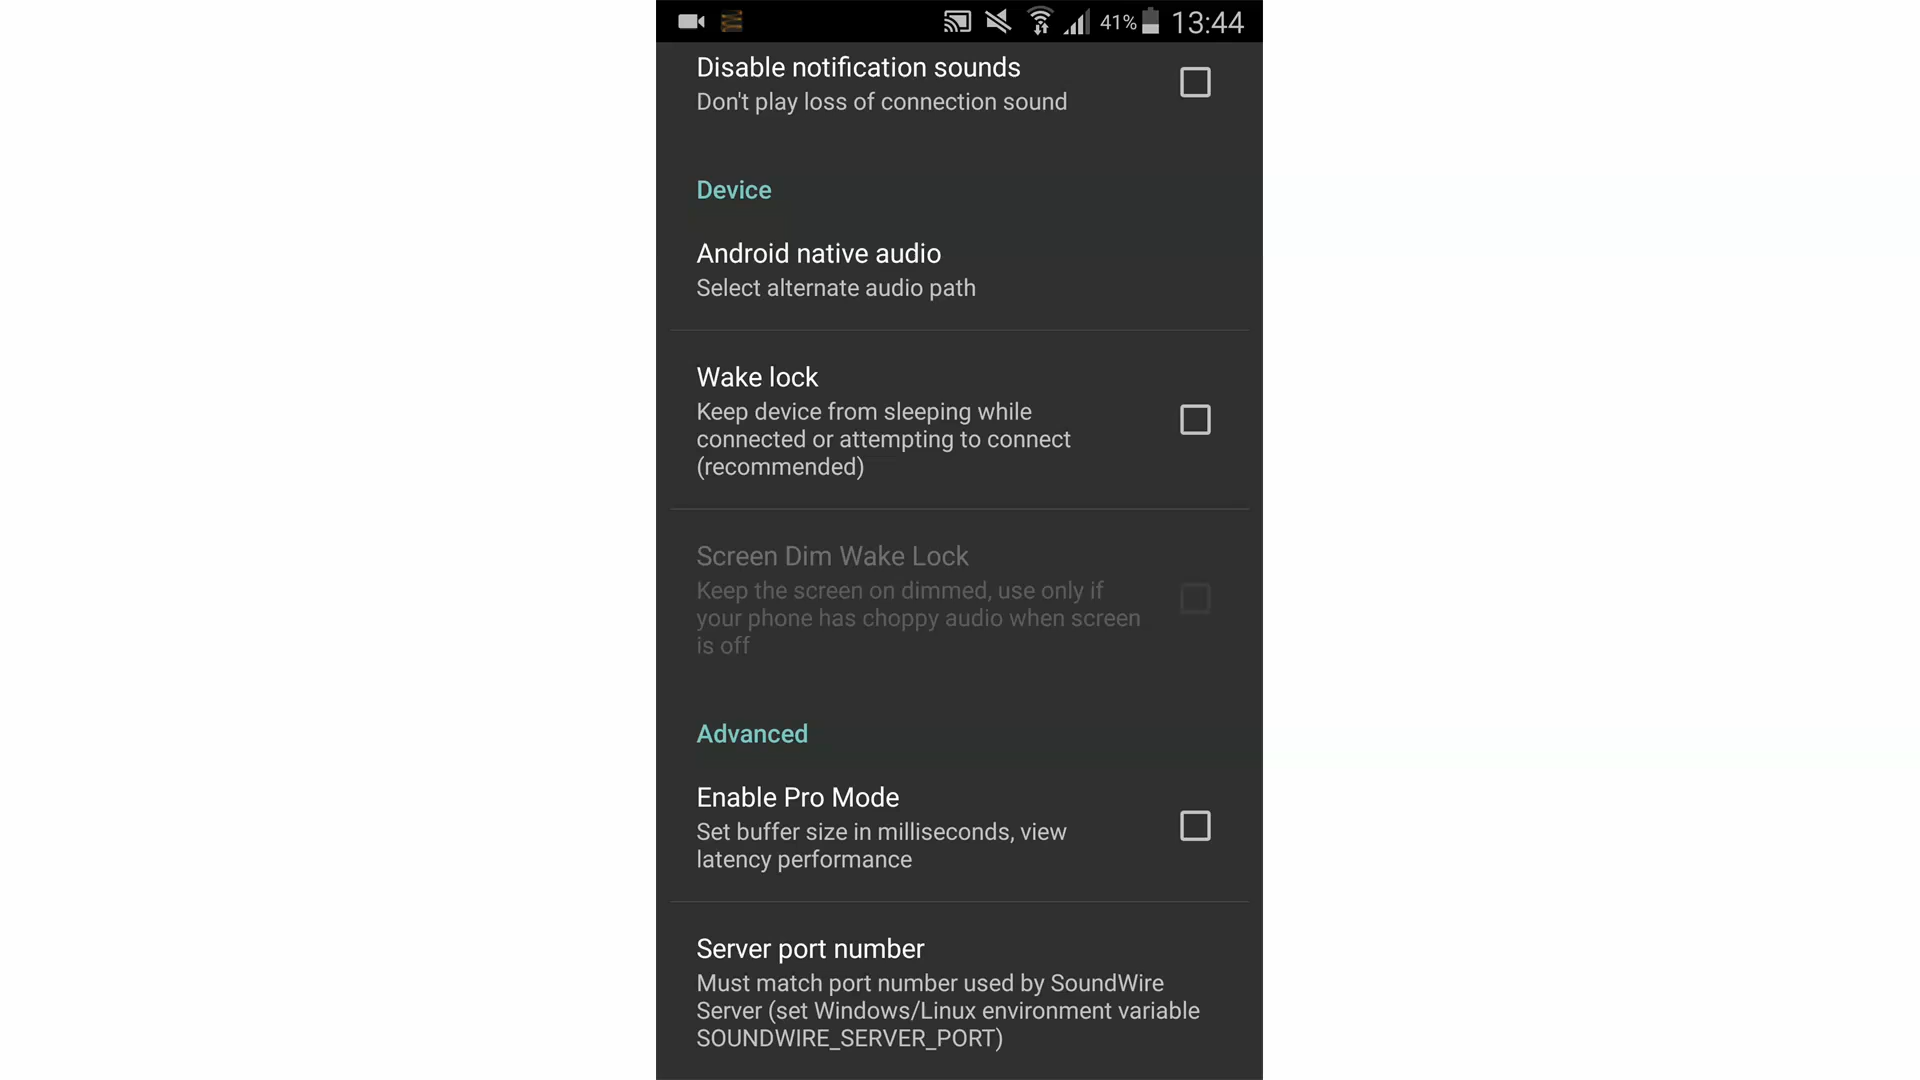 41% 13:44
Disable notification sounds
Don't play loss of connection sound
Device
Android native audio
Select alternate audio path
Wake lock
Keep device from sleeping while
connected or attempting to connect
(recommended)
Screen Dim Wake Lock
Keep the screen on dimmed, use only if
your phone has choppy audio when screen
is off
Advanced
Enable Pro Mode
Set buffer size in milliseconds, view
latency performance
Server port number
Must match port number used by SoundWire
Server (set Windows/Linux environment variable
SOUNDWIRE_SERVER_PORT)